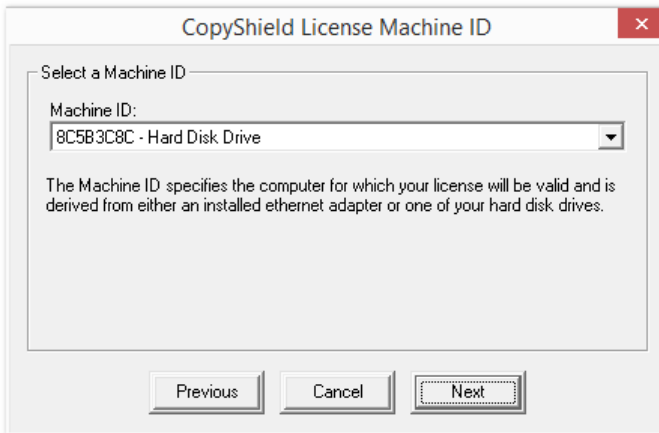 CopyShield License Machine ID
Select a Machine ID
Machine ID:
8C5B3C8C - Hard Disk Drive
The Machine ID specifies the computer for which your license will be valid and is
derived from either an installed ethernet adapter or one of your hard disk drives.
Previous Cancel Next